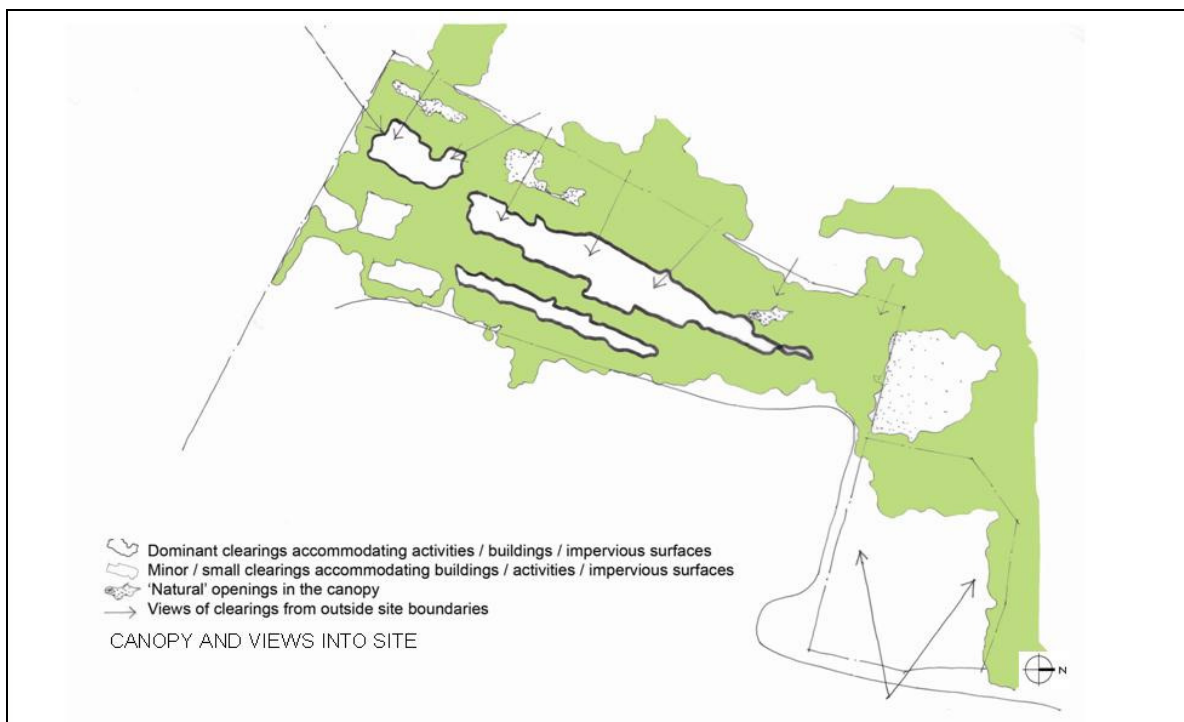 Dominant clearings accommodating activities / buildings / impervious surfaces
Minor / small clearings accommodating buildings / activities / impervious surfaces
‘Natural’ openings in the canopy
Views of clearings from outside site boundaries
CANOPY AND VIEWS INTO SITE
N